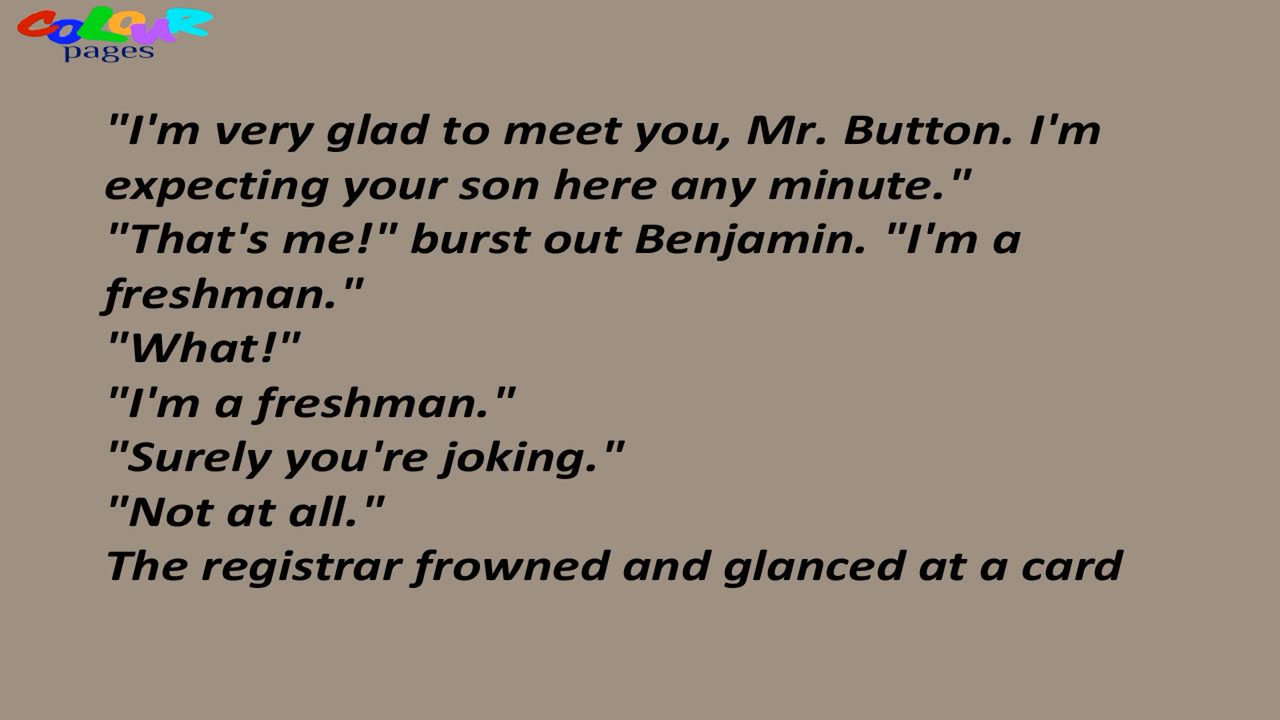 COLOUR
pages
"I'm very glad to meet you, Mr. Button. I'm
expecting your son here any minute."
"That's me!" burst out Benjamin. "I'm a
freshman."
"What!"
"I'm a freshman."
"Surely you're joking."
"Not at all."
The registrar frowned and glanced at a card